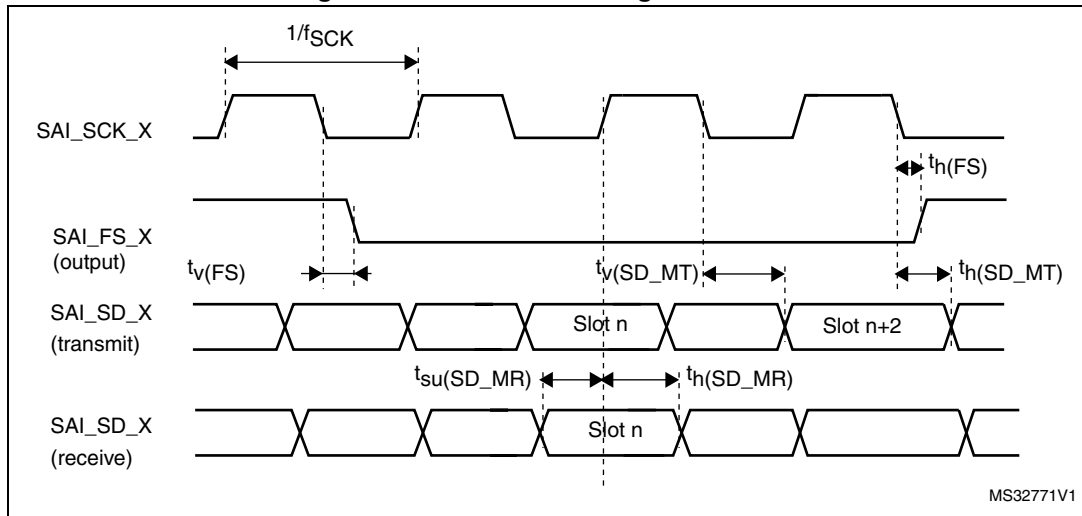 1/fSCK
SAI_SCK_X
th(FS)
SAI_FS_X
(output)
tv(FS)
tv(SD_MT)
th(SD_MT)
SAI_SD_X
(transmit)
Slot n
Slot n+2
tsu(SD_MR)
th(SD_MR)
SAI_SD_X
(receive)
Slot n
MS32771V1